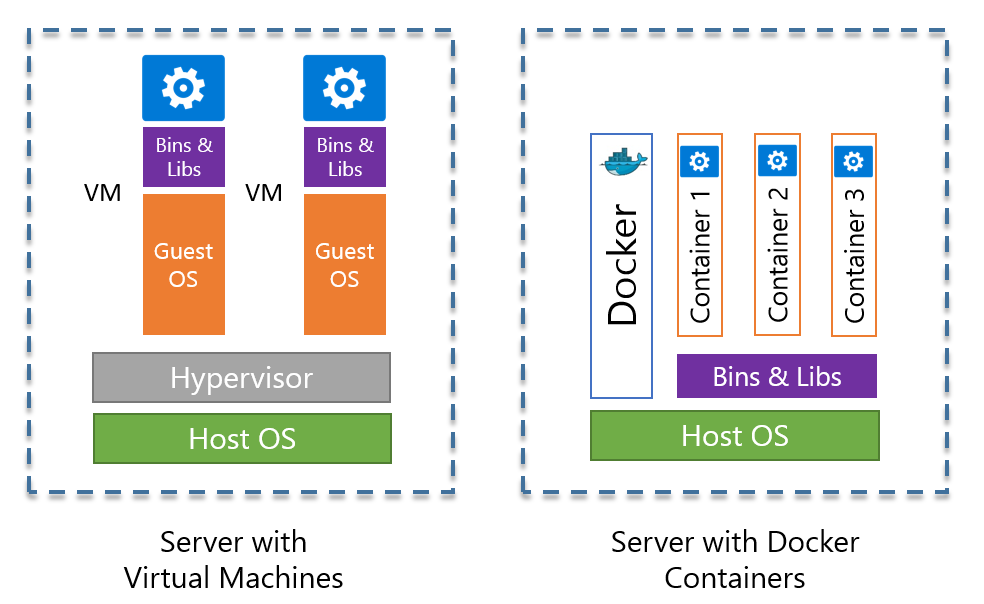 Bins &
Libs
VM
Guest
OS
Bins &
Libs
VM
Guest
OS
Hypervisor
Host OS
Server with
Virtual Machines
Docker
Container 1
Container 2
Container 3
Bins & Libs
Host OS
Server with Docker
Containers